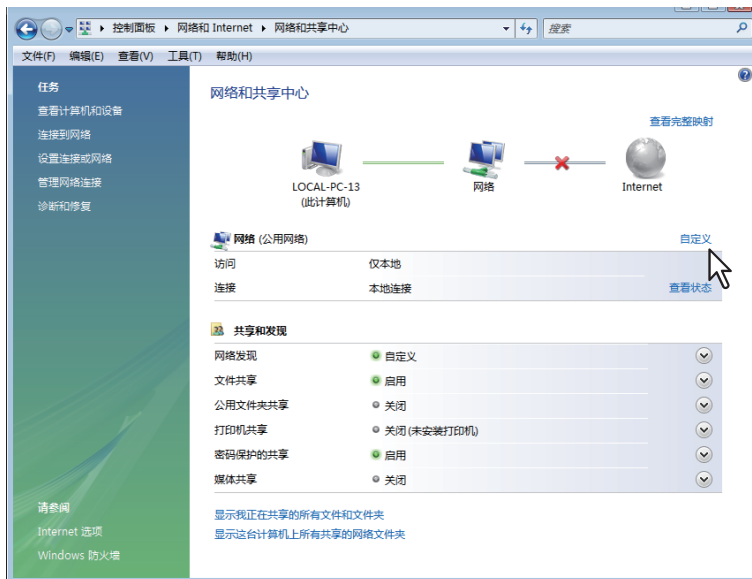 控制面板 ▸ 网络和 Internet ▸ 网络和共享中心
搜索
文件(F) 编辑(E) 查看(V) 工具(T) 帮助(H)
任务
查看计算机和设备
连接到网络
设置连接或网络
管理网络连接
诊断和修复
请参阅
Internet 选项
Windows 防火墙
网络和共享中心
查看完整映射
LOCAL-PC-13
(此计算机)
网络
Internet
网络 (公用网络) 自定义
访问 仅本地
连接 本地连接 查看状态
共享和发现
网络发现 自定义
文件共享 启用
公用文件夹共享 关闭
打印机共享 关闭(未安装打印机)
密码保护的共享 启用
媒体共享 关闭
显示我正在共享的所有文件和文件夹
显示这台计算机上所有共享的网络文件夹